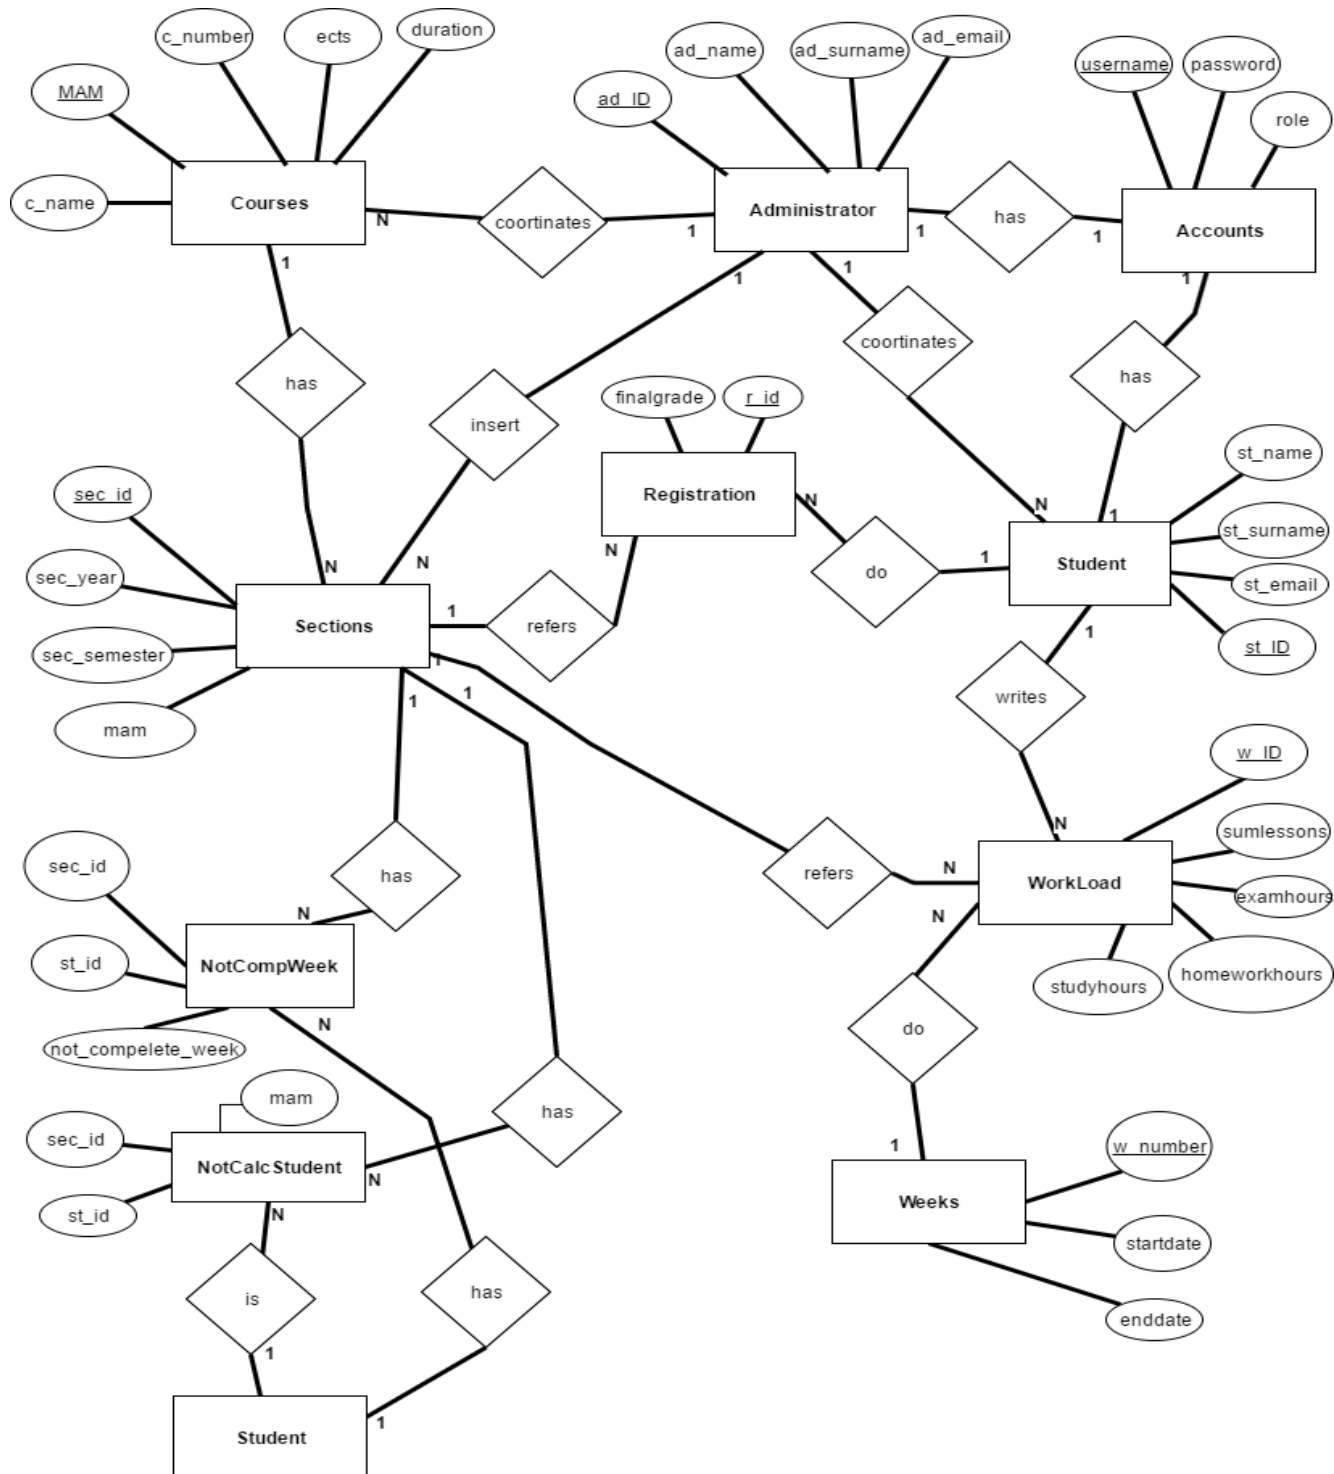 c_number
ects
duration
ad_name
ad_surname
ad_email
username
password
MAM
ad_ID
role
c_name
Courses
N
coortinates
1
Administrator
1
has
1
Accounts
1
1
1
1
has
insert
coortinates
has
finalgrade
r_id
st_name
sec_id
Registration
N
N
1
st_surname
sec_year
N
N
N
do
1
Student
st_email
sec_semester
Sections
1
refers
st_ID
1
1
1
1
mam
writes
w_ID
N
sumlessons
sec_id
has
refers
N
WorkLoad
examhours
N
N
st_id
NotCompWeek
studyhours
homeworkhours
not_compelete_week
N
do
mam
sec_id
has
NotCalcStudent
N
1
w_number
st_id
N
Weeks
startdate
is
has
enddate
1
1
Student